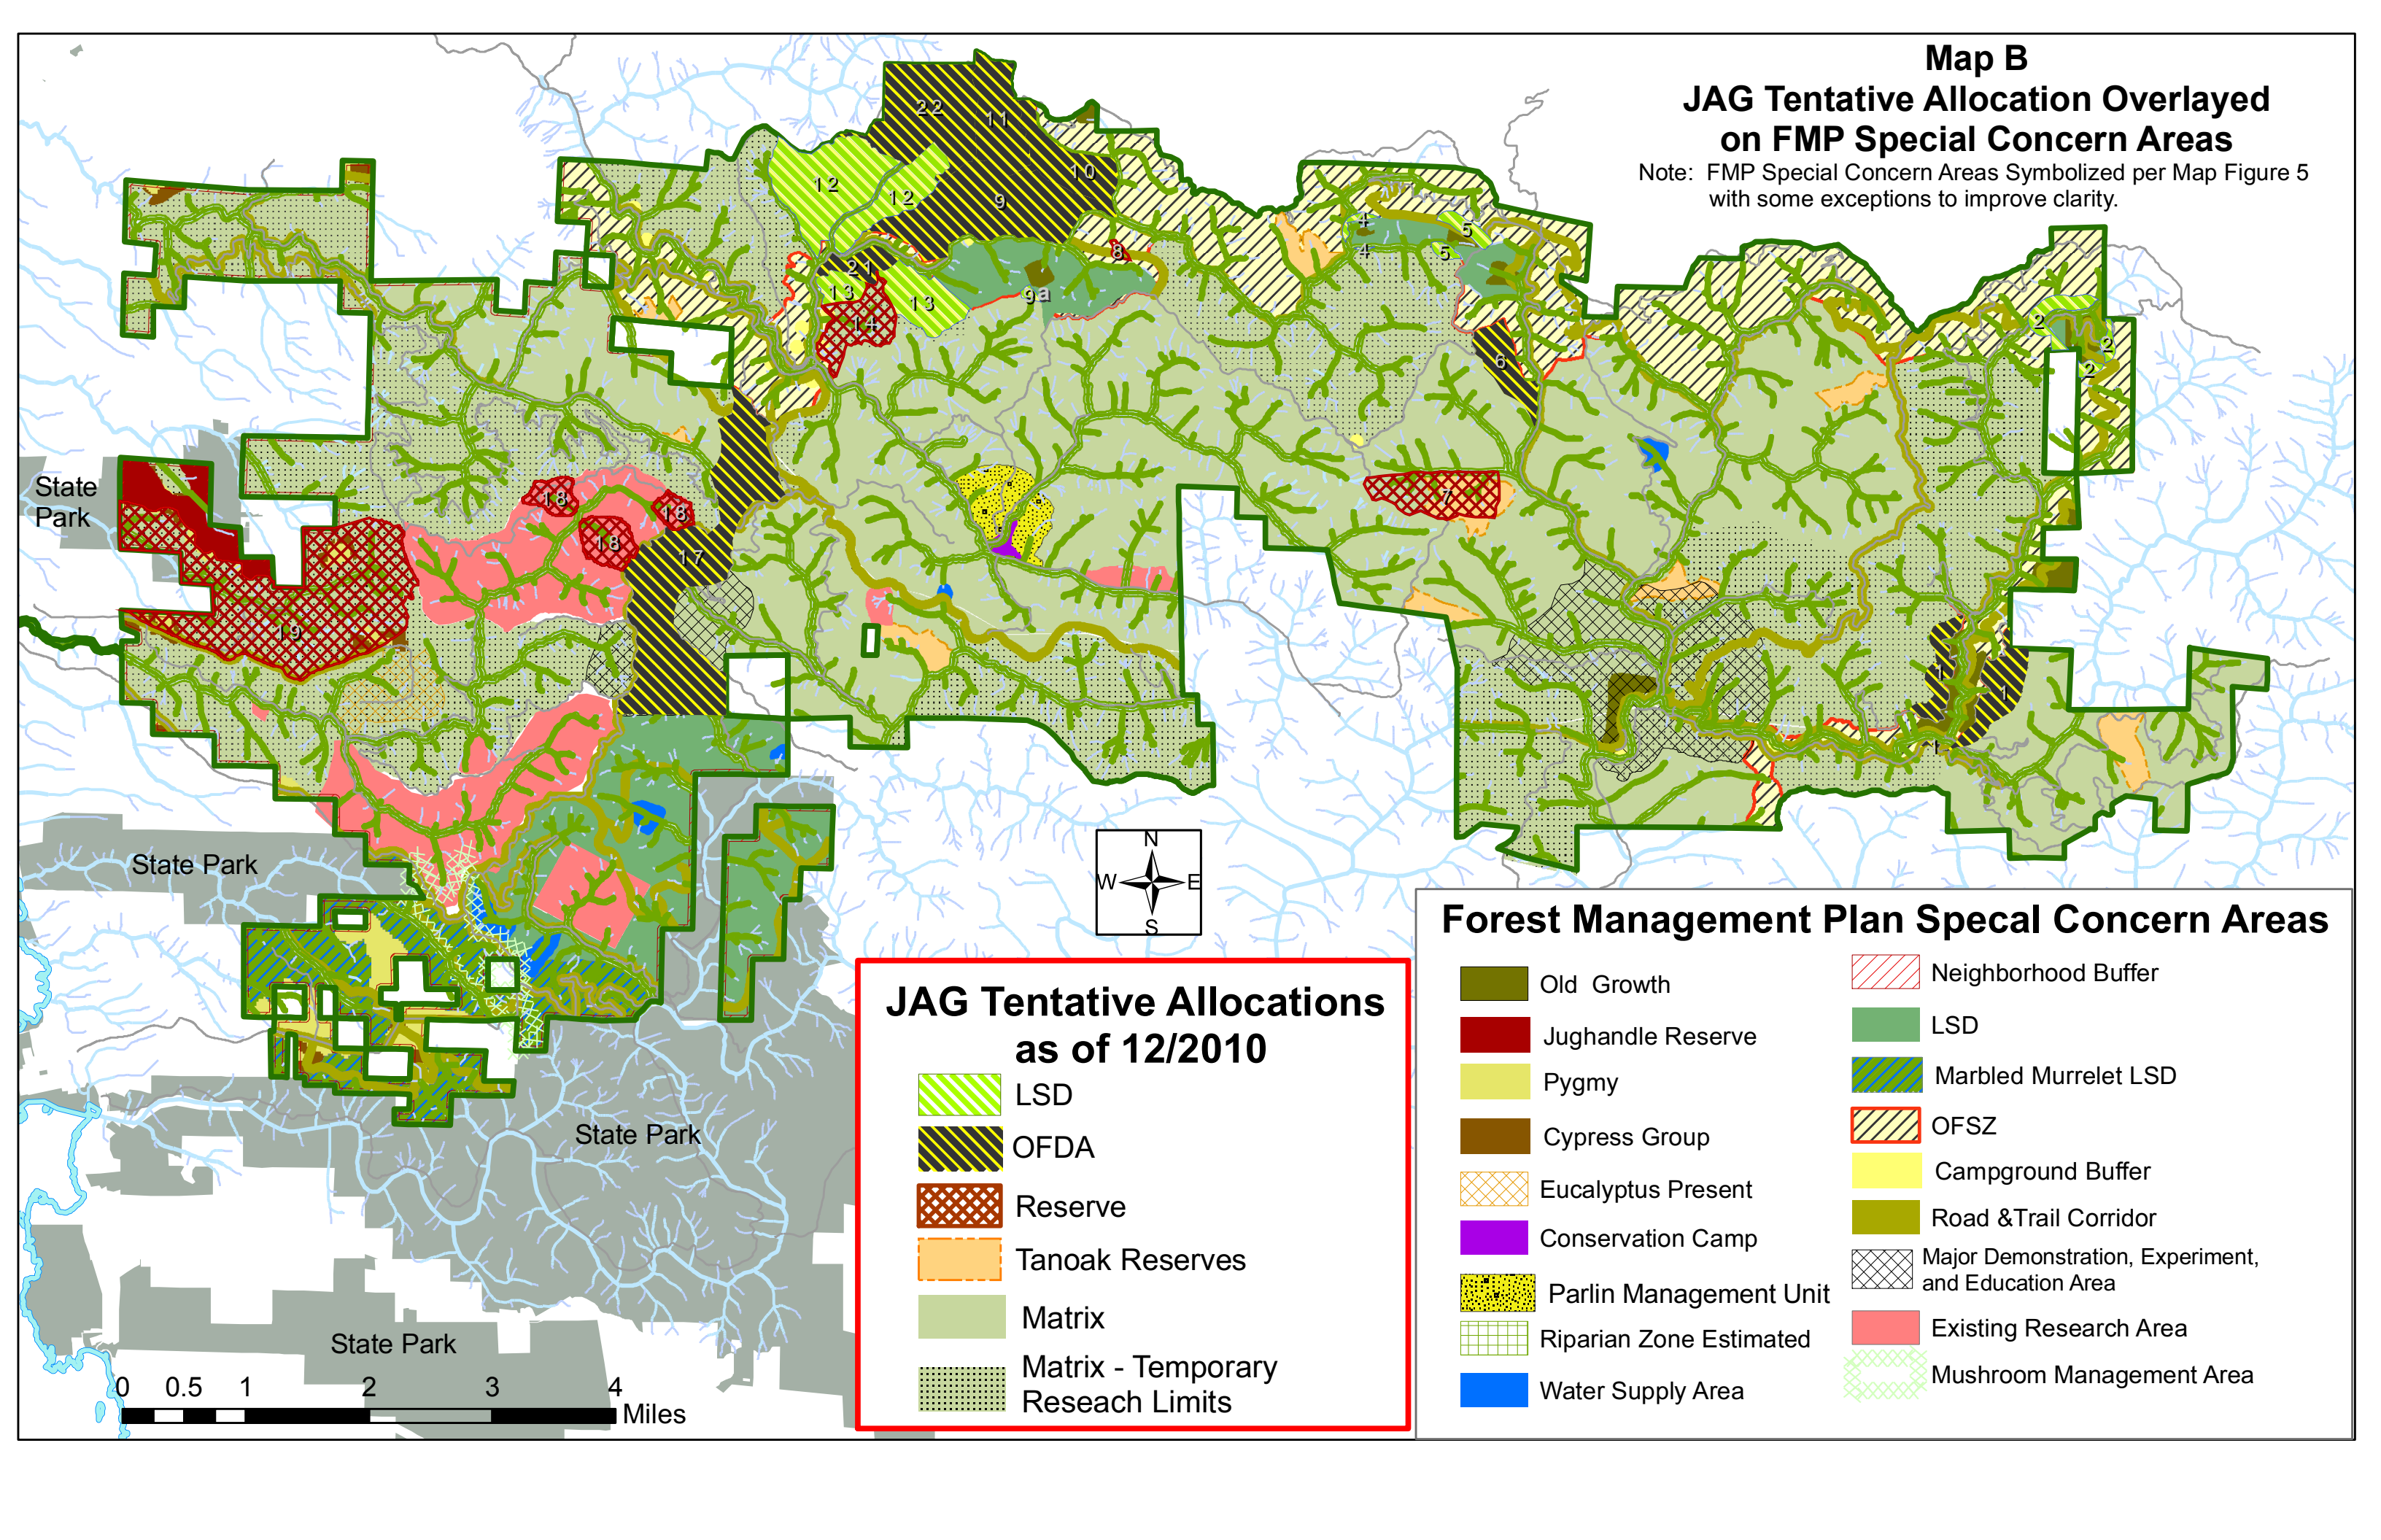 Map B
JAG Tentative Allocation Overlayed
on FMP Special Concern Areas
Note: FMP Special Concern Areas Symbolized per Map Figure 5
with some exceptions to improve clarity.
22
11
10
12
12
9
4
4
5
5
8
21
13
13
9a
14
2
2
2
6
State
Park
18
18
18
7
17
19
1
1
1
State Park
N
W
E
S
State Park
State Park
0 0.5 1 2 3 4
Miles
JAG Tentative Allocations
as of 12/2010
LSD
OFDA
Reserve
Tanoak Reserves
Matrix
Matrix - Temporary
Reseach Limits
Forest Management Plan Specal Concern Areas
Old Growth
Jughandle Reserve
Pygmy
Cypress Group
Eucalyptus Present
Conservation Camp
Parlin Management Unit
Riparian Zone Estimated
Water Supply Area
Neighborhood Buffer
LSD
Marbled Murrelet LSD
OFSZ
Campground Buffer
Road &Trail Corridor
Major Demonstration, Experiment,
and Education Area
Existing Research Area
Mushroom Management Area